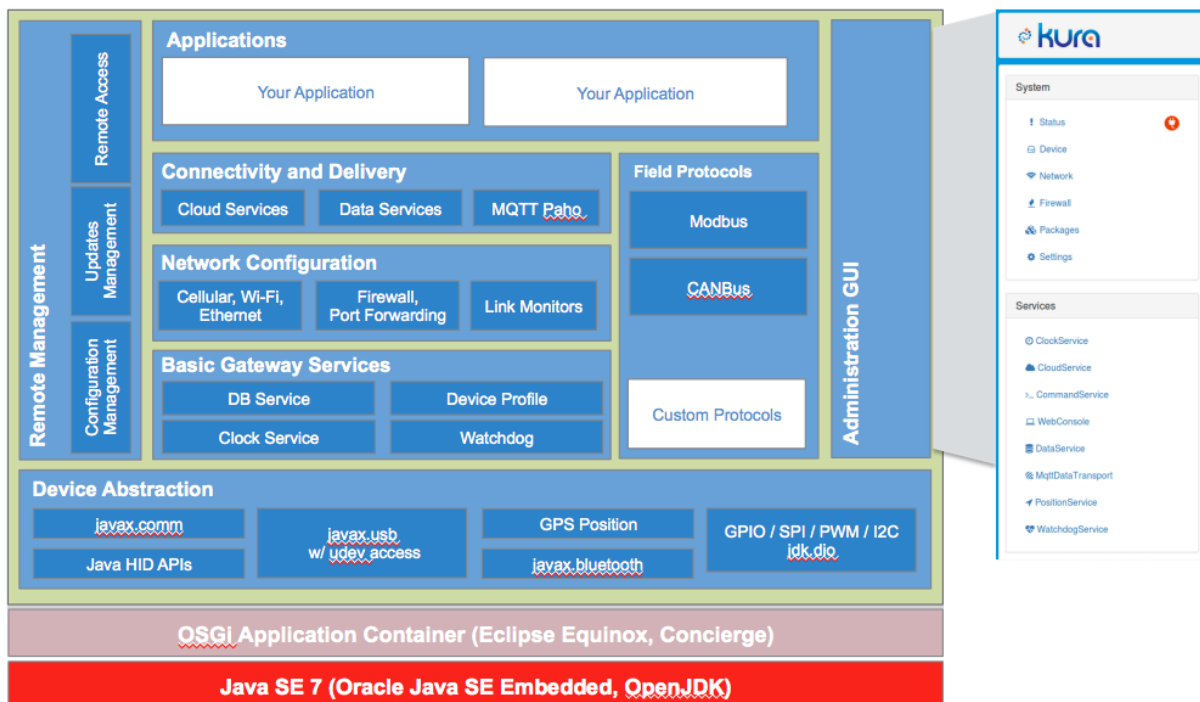 Applications
Your Application
Your Application
Remote Management
Remote Access
Updates
Management
Configuration
Management
Connectivity and Delivery
Cloud Services
Data Services
MQTT Paho
Network Configuration
Cellular, Wi-Fi,
Ethernet
Firewall,
Port Forwarding
Link Monitors
Basic Gateway Services
DB Service
Device Profile
Clock Service
Watchdog
Field Protocols
Modbus
CANBus
Custom Protocols
Administration GUI
Device Abstraction
javax.comm
Java HID APIs
javax.usb
w/ udev access
GPS Position
javax.bluetooth
GPIO / SPI / PWM / I2C
jdk.dio
OSGi Application Container (Eclipse Equinox, Concierge)
Java SE 7 (Oracle Java SE Embedded, OpenJDK)
kura
System
Status
Device
Network
Firewall
Packages
Settings
Services
ClockService
CloudService
CommandService
WebConsole
DataService
MqttDataTransport
PositionService
WatchdogService